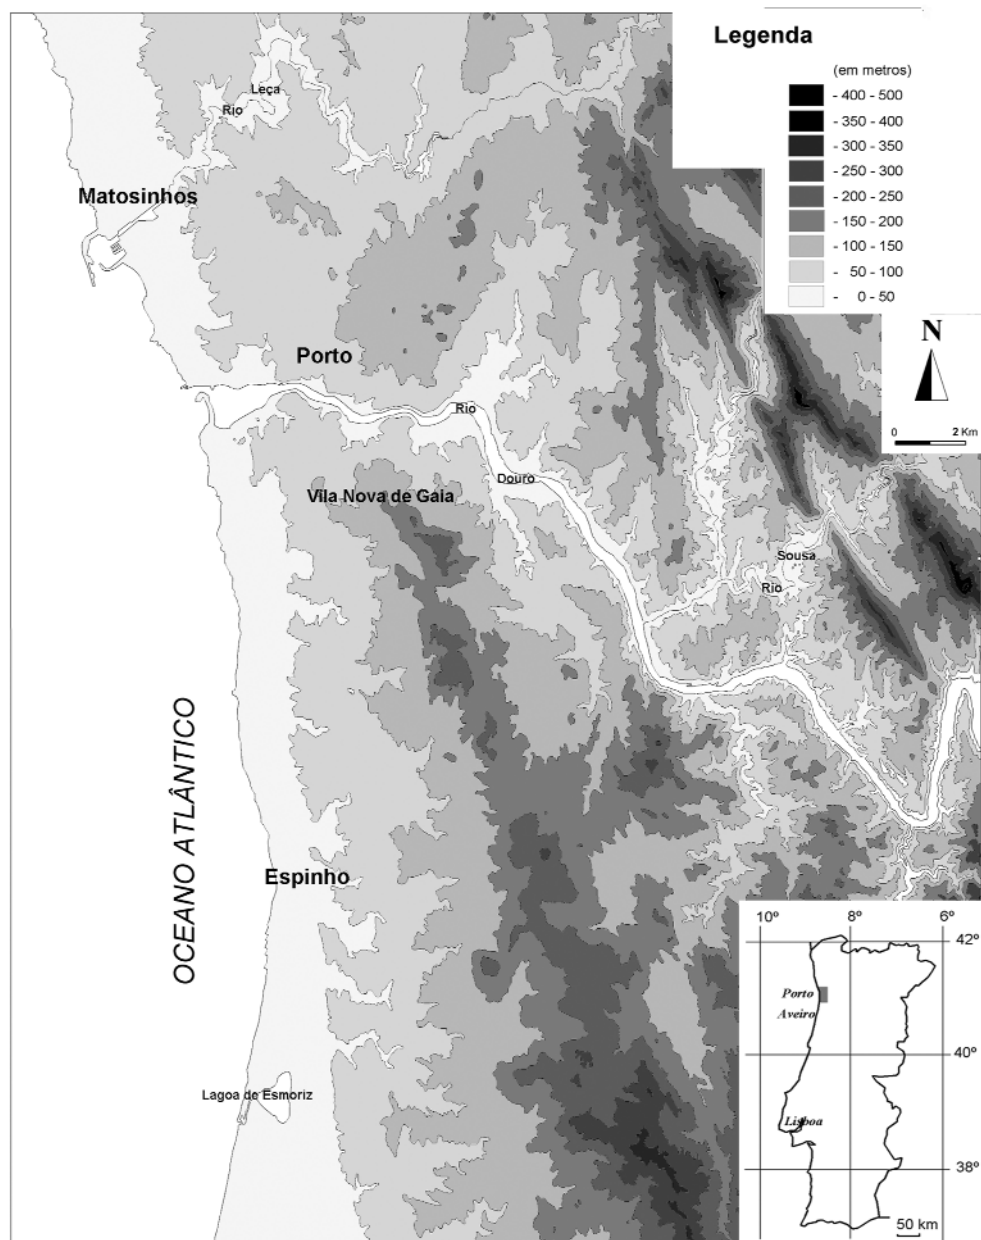 Legenda
(em metros)
- 400 - 500
- 350 - 400
- 300 - 350
- 250 - 300
- 200 - 250
- 150 - 200
- 100 - 150
- 50 - 100
- 0 - 50
N
0 2 Km
Leça
Rio
Matosinhos
Porto
Rio
Douro
Vila Nova de Gaia
Sousa
Rio
OCEANO ATLÂNTICO
Espinho
Lagoa de Esmoriz
10º 8º 6º
42º
Porto
Aveiro
40º
Lisboa
38º
50 km